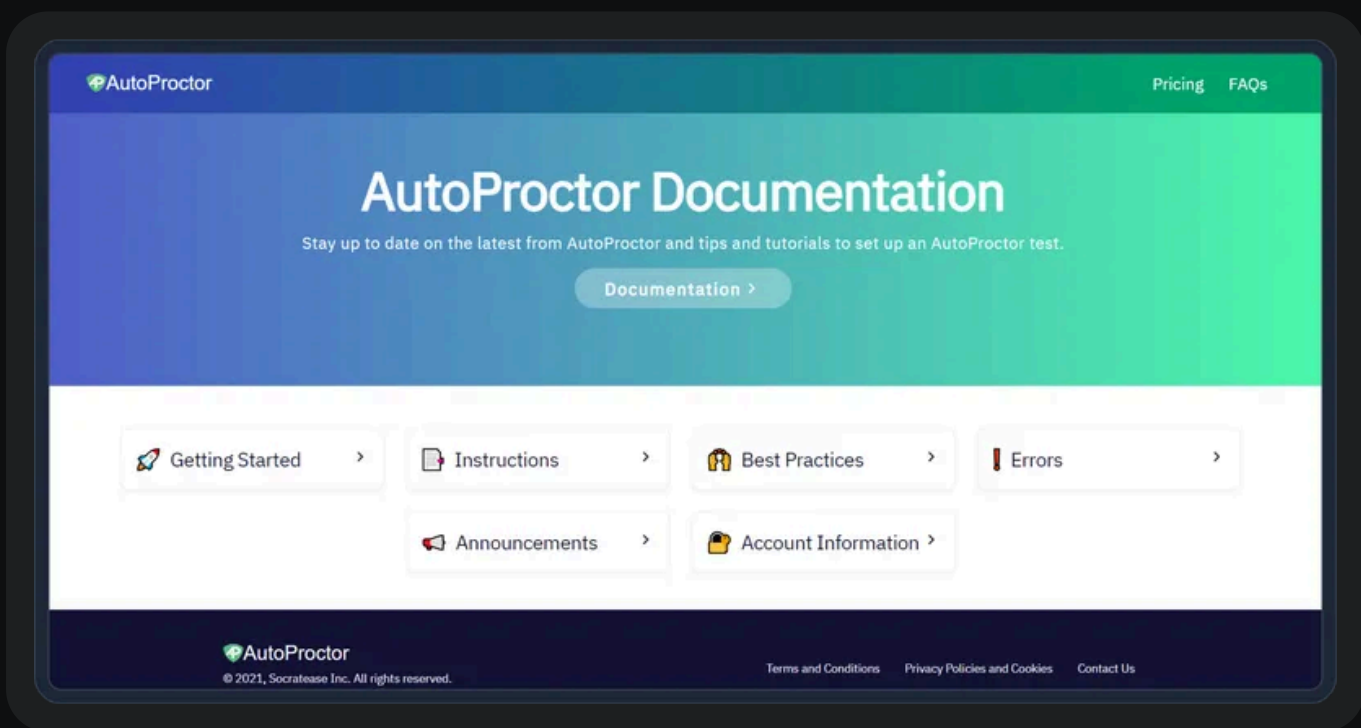 AutoProctor
Pricing FAQs
AutoProctor Documentation
Stay up to date on the latest from AutoProctor and tips and tutorials to set up an AutoProctor test.
Documentation >
Getting Started >
Instructions >
Best Practices >
Errors >
Announcements >
Account Information >
AutoProctor
© 2021, Socratease Inc. All rights reserved.
Terms and Conditions Privacy Policies and Cookies Contact Us